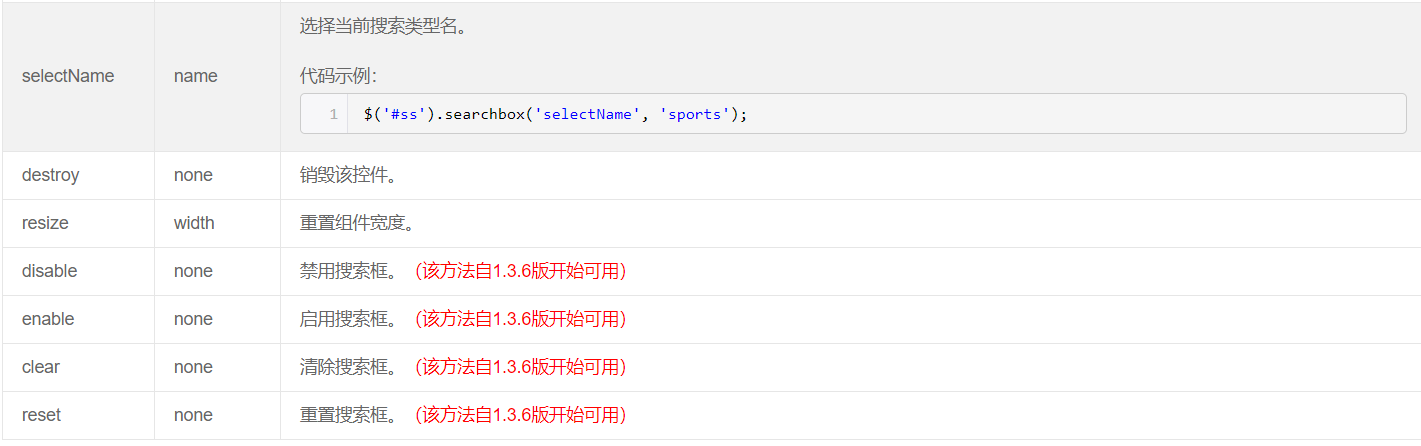 选择当前搜索类型名。
selectName name 代码示例：
1 $('#ss').searchbox('selectName', 'sports');
destroy none 销毁该控件。
resize width 重置组件宽度。
disable none 禁用搜索框。（该方法自1.3.6版开始可用）
enable none 启用搜索框。（该方法自1.3.6版开始可用）
clear none 清除搜索框。（该方法自1.3.6版开始可用）
reset none 重置搜索框。（该方法自1.3.6版开始可用）